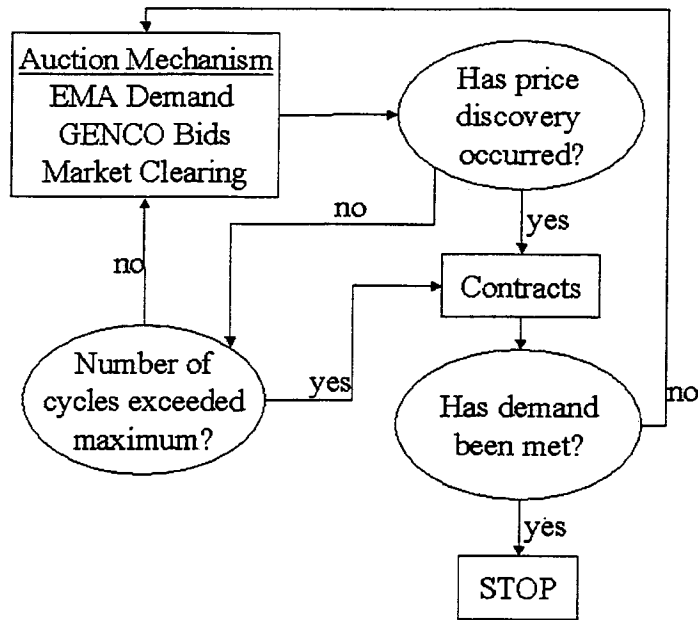 Auction Mechanism
EMA Demand
GENCO Bids
Market Clearing
Has price
discovery
occurred?
no
yes
no
Contracts
Number of
cycles exceeded
maximum?
yes
Has demand
been met?
no
yes
STOP